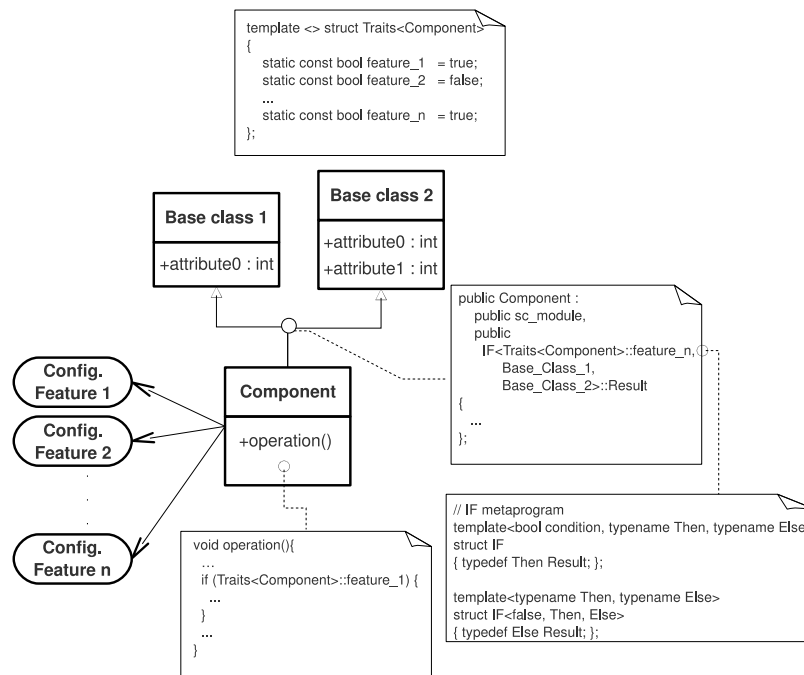 template <> struct Traits<Component>
{
static const bool feature_1 = true;
static const bool feature_2 = false;
...
static const bool feature_n = true;
};
Base class 1
+attribute0 : int
Base class 2
+attribute0 : int
+attribute1 : int
public Component :
public sc_module,
public
IF<Traits<Component>::feature_n,
Base_Class_1,
Base_Class_2>::Result
{
...
};
Config.
Feature 1
Config.
Feature 2
.
.
.
Config.
Feature n
Component
+operation()
void operation(){
...
if (Traits<Component>::feature_1) {
...
}
...
}
// IF metaprogram
template<bool condition, typename Then, typename Else
struct IF
{ typedef Then Result; };
template<typename Then, typename Else>
struct IF<false, Then, Else>
{ typedef Else Result; };